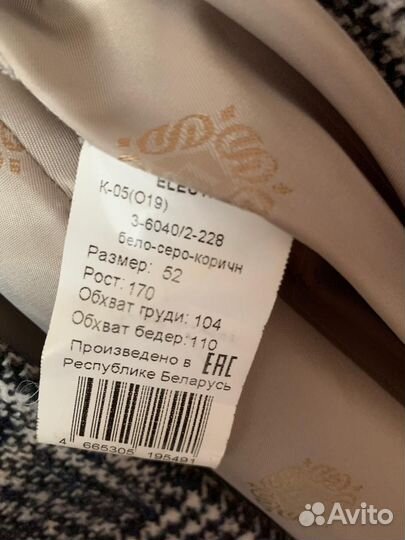 К-05(О19)
3-6040/2-228
бело-серо-коричн
Размер: 52
Рост: 170
Обхват груди: 104
Обхват бедер: 110
Произведено в EAC
Республике Беларусь
4 665305 195491
Avito